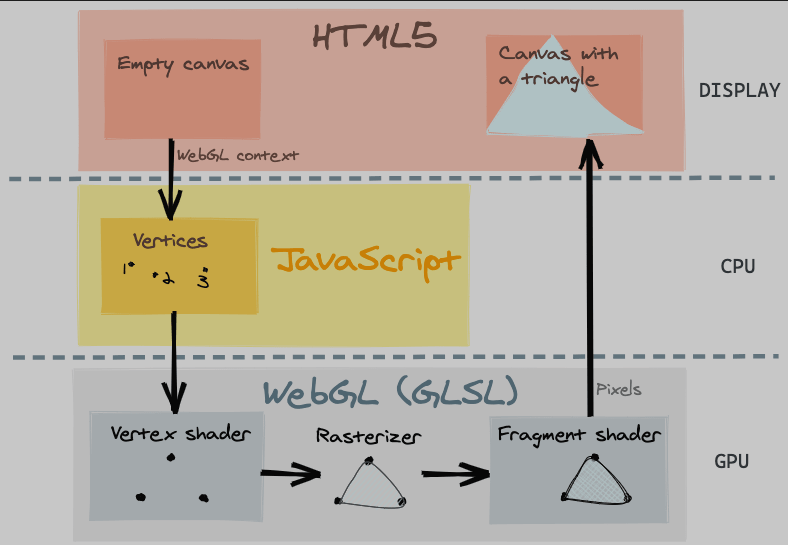 HTML5
Empty canvas
Canvas with
a triangle
DISPLAY
WebGL context
Vertices
1 2 3
JavaScript
CPU
WebGL (GLSL)
Pixels
Vertex shader
Rasterizer
Fragment shader
GPU